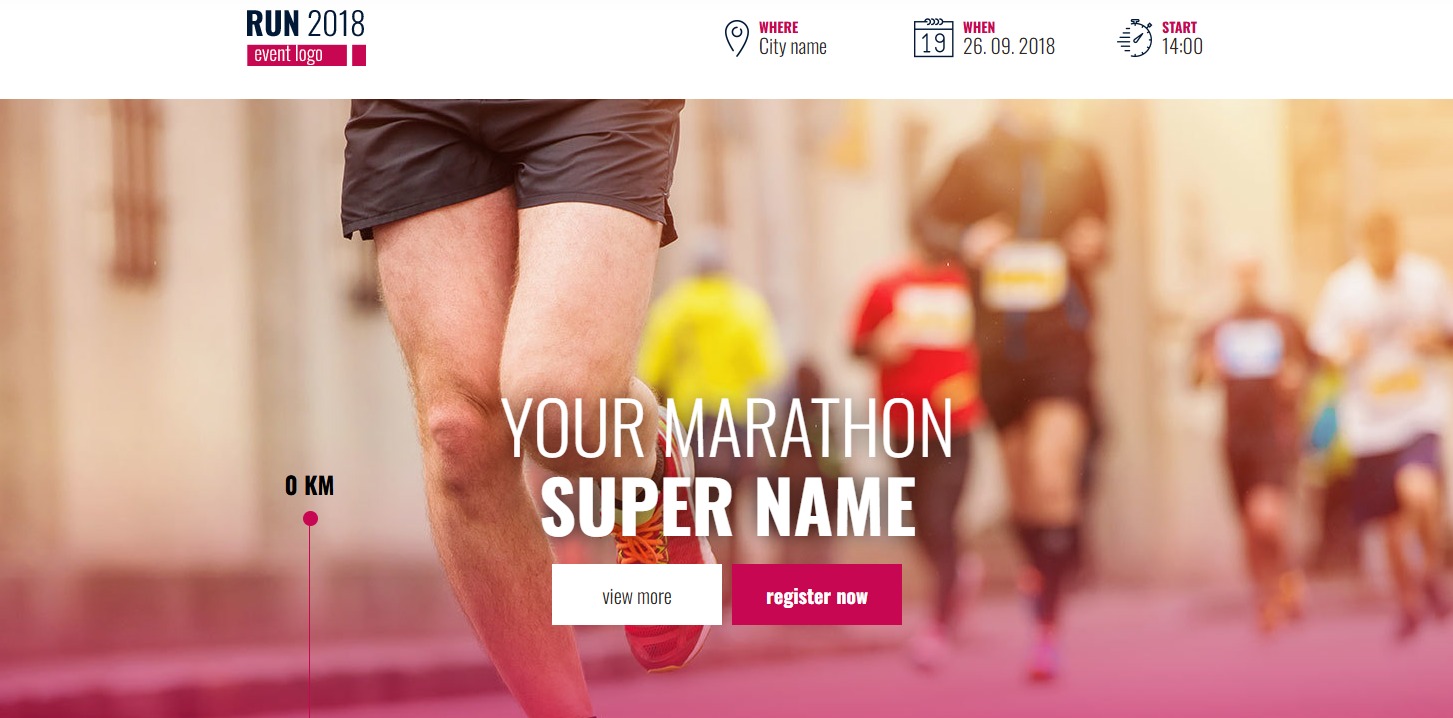 RUN 2018
event logo
WHERE
City name
19
WHEN
26. 09. 2018
START
14:00
YOUR MARATHON
SUPER NAME
0 KM
view more
register now